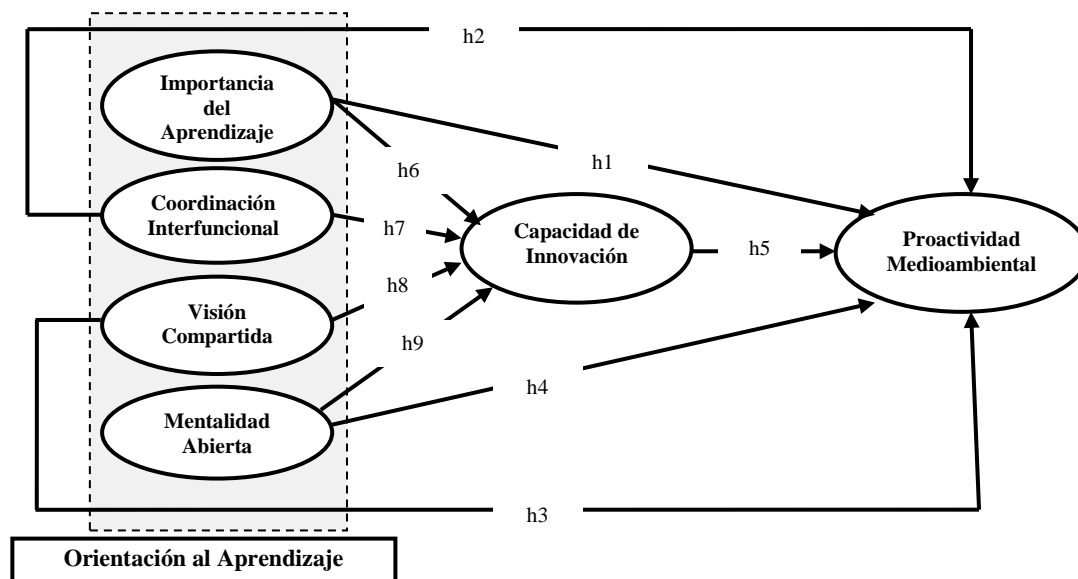 h2
Importancia
del
Aprendizaje
h1
h6
Coordinación
Interfuncional
h7
Capacidad de
Innovación
h5
Proactividad
Medioambiental
h8
Visión
Compartida
h9
h4
Mentalidad
Abierta
h3
Orientación al Aprendizaje